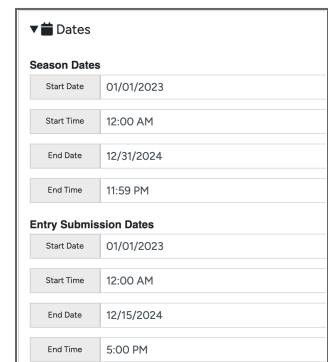 Dates
Season Dates
Start Date 01/01/2023
Start Time 12:00 AM
End Date 12/31/2024
End Time 11:59 PM
Entry Submission Dates
Start Date 01/01/2023
Start Time 12:00 AM
End Date 12/15/2024
End Time 5:00 PM